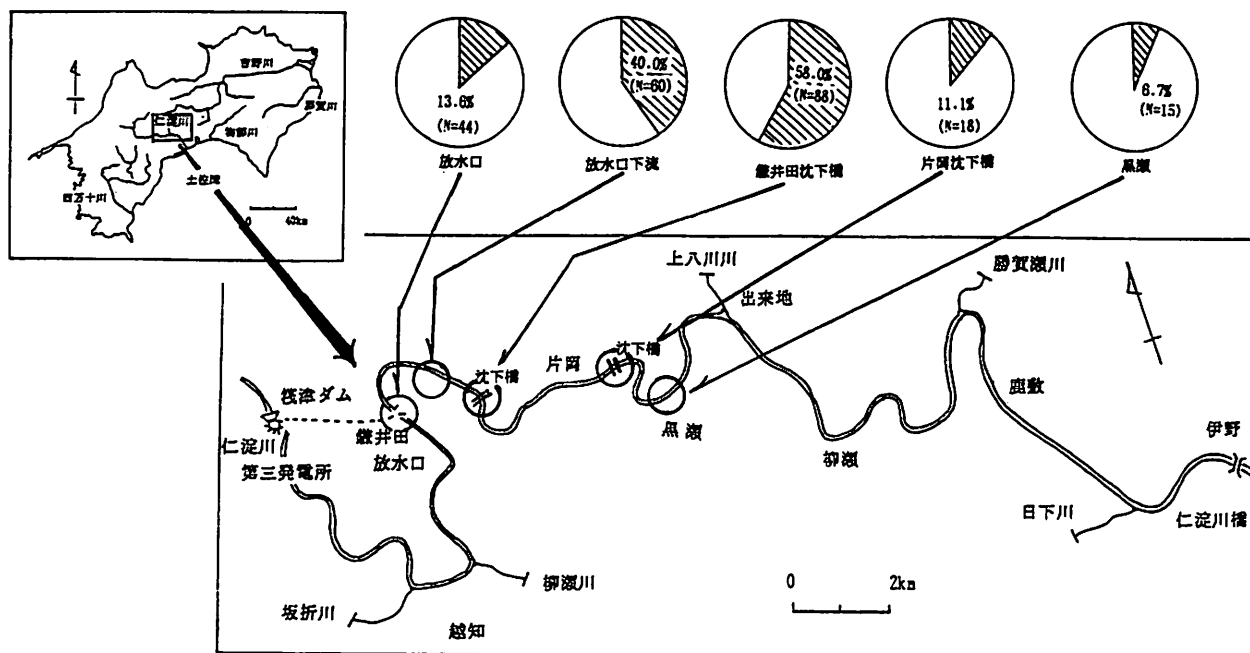 吉野川
那賀川
仁淀川
物部川
土佐湾
四万十川
0 40km
13.6%
(N=44)
放水口
40.0%
(N=60)
放水口下流
58.0%
(N=88)
鎌井田沈下橋
11.1%
(N=18)
片岡沈下橋
6.7%
(N=15)
黒瀬
上八川川
出来地
勝賀瀬川
片岡
沈下橋
沈下橋
筏津ダム
鹿敷
黒瀬
鎌井田
放水口
仁淀川
第三発電所
柳瀬
伊野
日下川
仁淀川橋
柳瀬川
坂折川
越知
0 2km